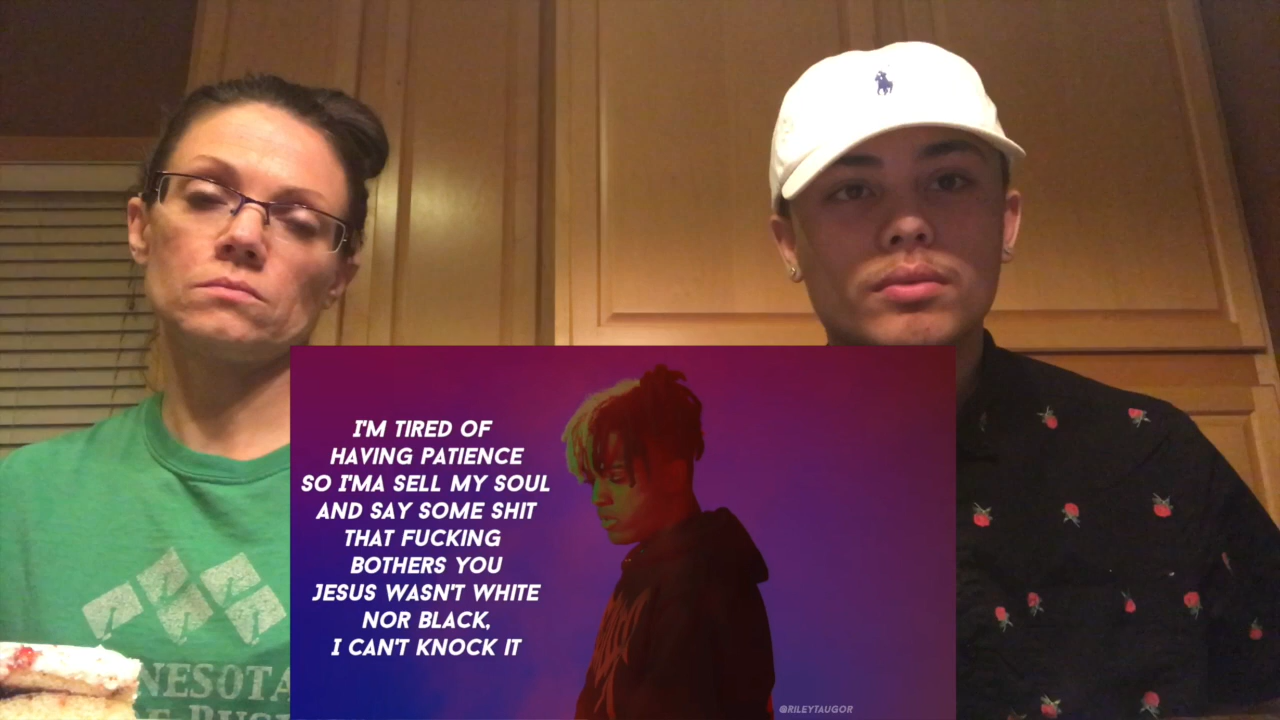 I'M TIRED OF
HAVING PATIENCE
SO I'MA SELL MY SOUL
AND SAY SOME SHIT
THAT FUCKING
BOTHERS YOU
JESUS WASN'T WHITE
NOR BLACK,
I CAN'T KNOCK IT
@RILEYTAUGOR
NESOTA